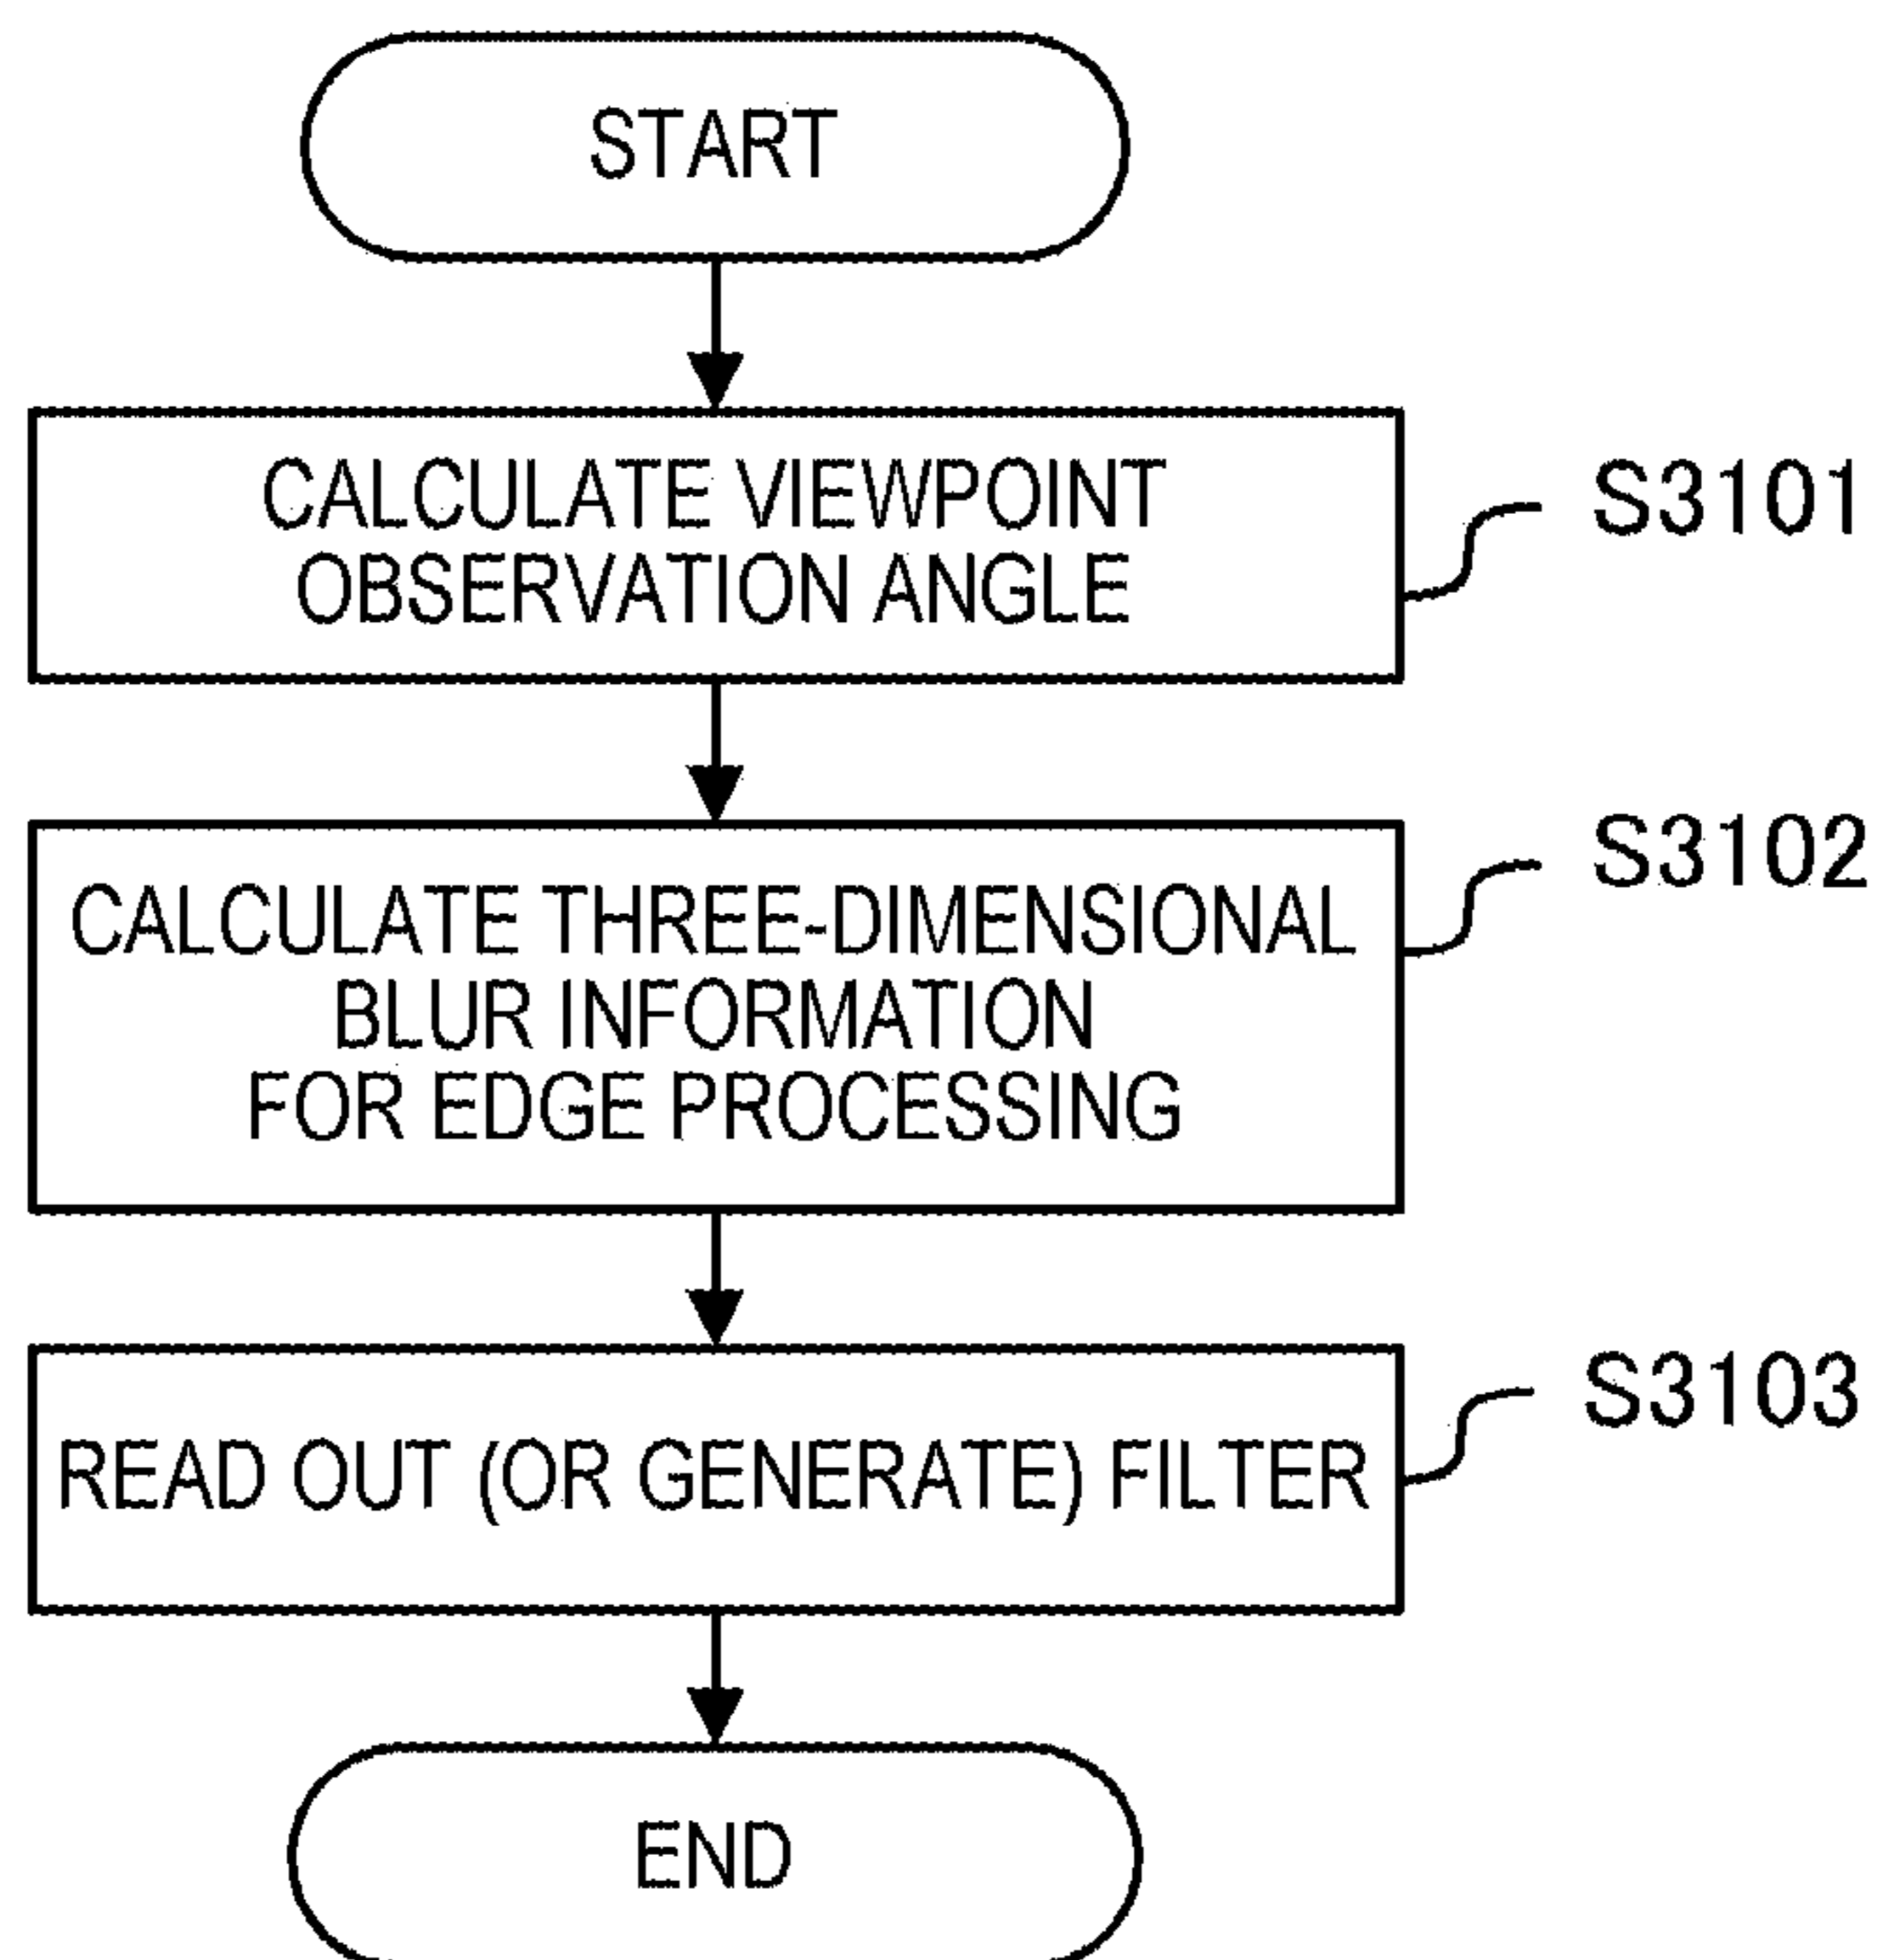 START
CALCULATE VIEWPOINT
OBSERVATION ANGLE
S3101
CALCULATE THREE-DIMENSIONAL
BLUR INFORMATION
FOR EDGE PROCESSING
S3102
READ OUT (OR GENERATE) FILTER
S3103
END